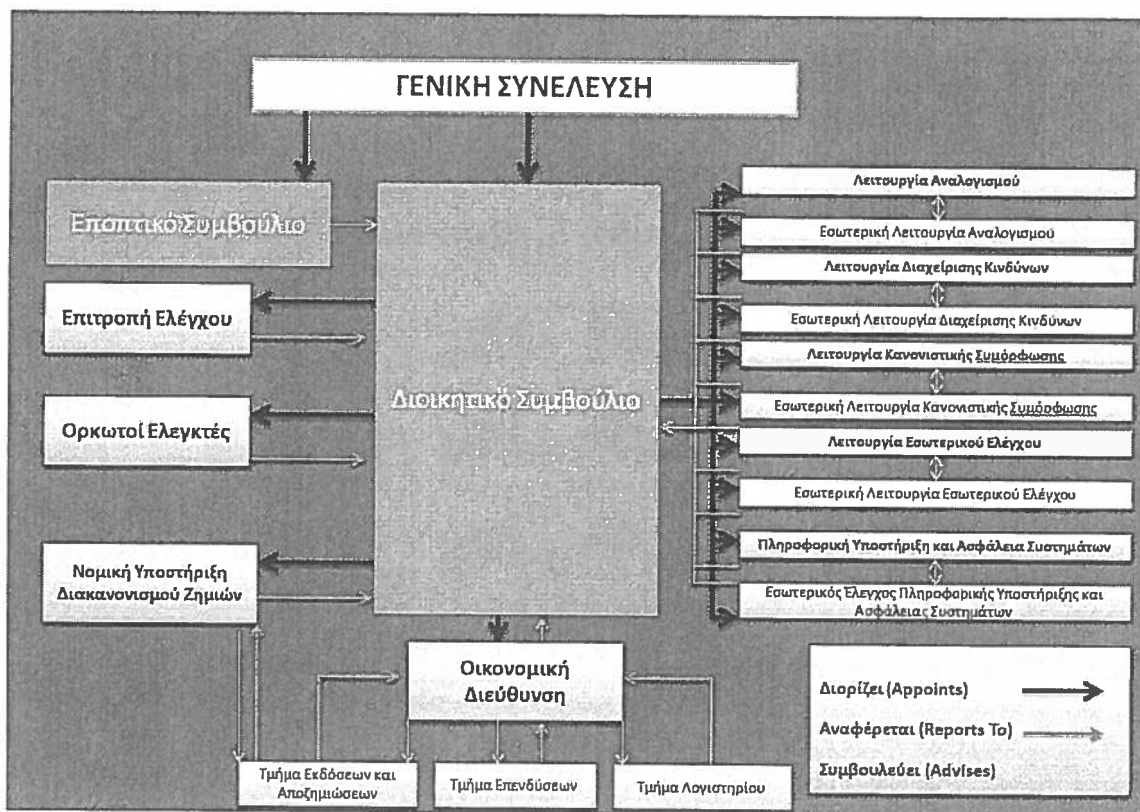 ΓΕΝΙΚΗ ΣΥΝΕΛΕΥΣΗ
Εποπτικό Συμβούλιο
Επιτροπή Ελέγχου
Ορκωτοί Ελεγκτές
Νομική Υποστήριξη
Διακανονισμού Ζημιών
Διοικητικό Συμβούλιο
Λειτουργία Αναλογισμού
Εσωτερική Λειτουργία Αναλογισμού
Λειτουργία Διαχείρισης Κινδύνων
Εσωτερική Λειτουργία Διαχείρισης Κινδύνων
Λειτουργία Κανονιστικής Συμόρφωσης
Εσωτερική Λειτουργία Κανονιστικής Συμόρφωσης
Λειτουργία Εσωτερικού Ελέγχου
Εσωτερική Λειτουργία Εσωτερικού Ελέγχου
Πληροφορική Υποστήριξη και Ασφάλεια Συστημάτων
Εσωτερικός Έλεγχος Πληροφορικής Υποστήριξης και
Ασφάλειας Συστημάτων
Οικονομική
Διεύθυνση
Τμήμα Εκδόσεων και
Αποζημιώσεων
Τμήμα Επενδύσεων
Τμήμα Λογιστηρίου
Διορίζει (Appoints)
Αναφέρεται (Reports To)
Συμβουλεύει (Advises)